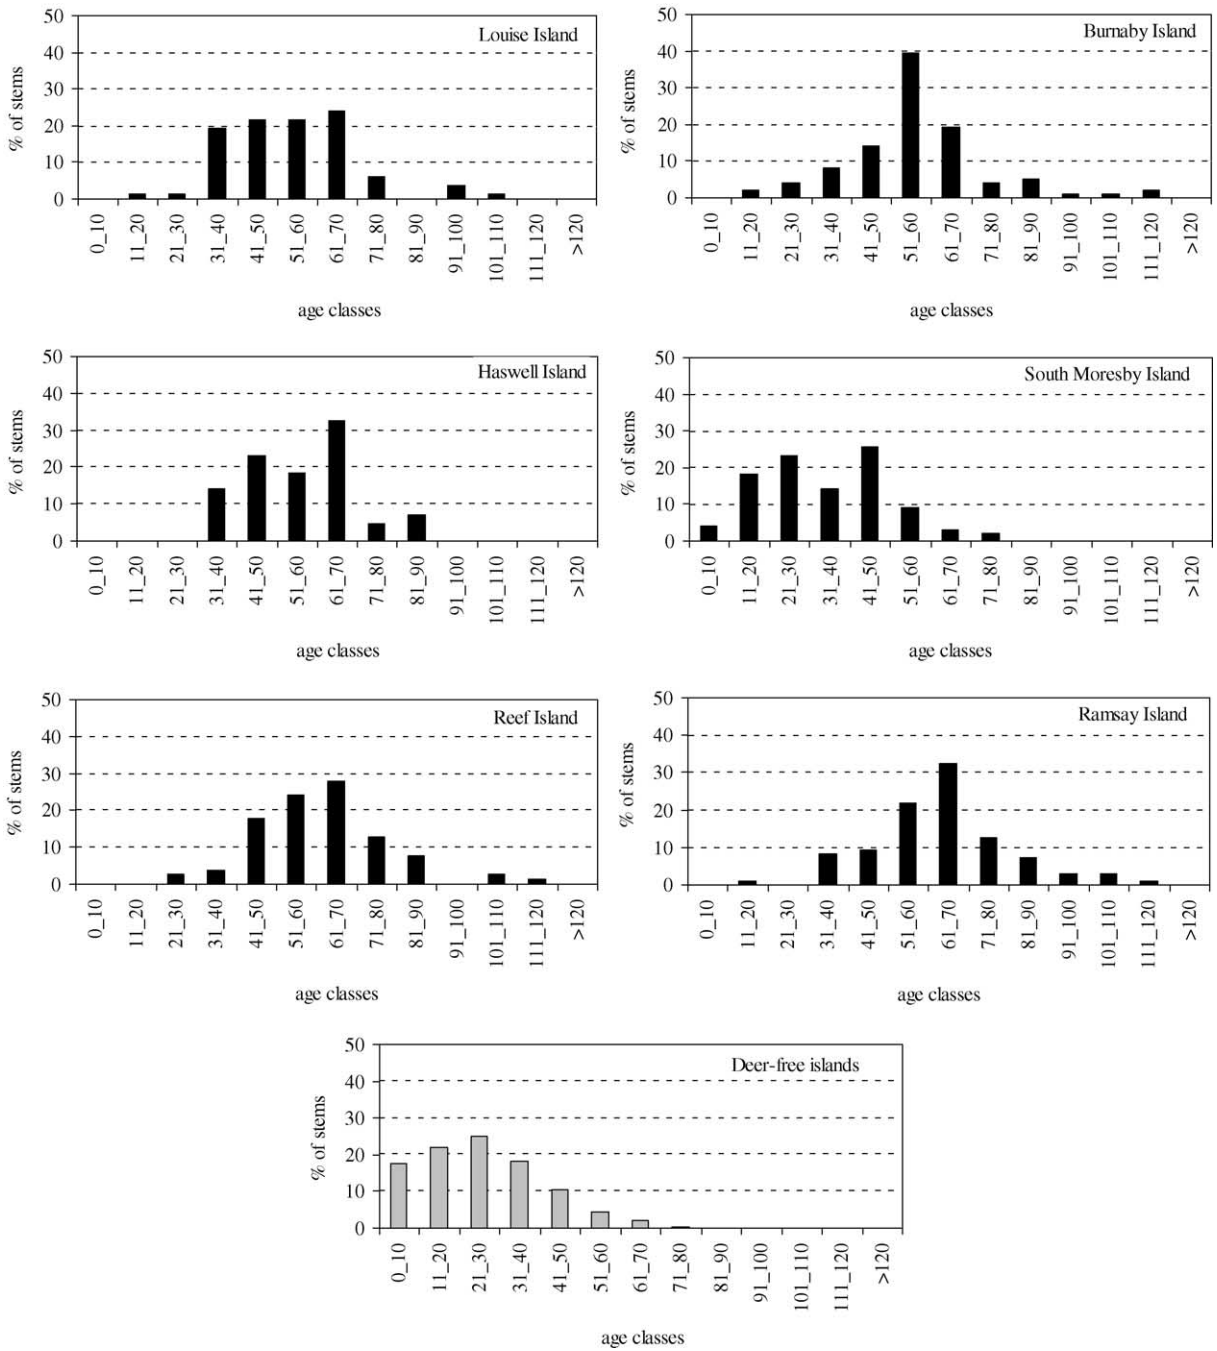 Louise Island
% of stems
50
40
30
20
10
0
0_10 11_20 21_30 31_40 41_50 51_60 61_70 71_80 81_90 91_100 101_110 111_120 >120
age classes
Burnaby Island
% of stems
50
40
30
20
10
0
0_10 11_20 21_30 31_40 41_50 51_60 61_70 71_80 81_90 91_100 101_110 111_120 >120
age classes
Haswell Island
% of stems
50
40
30
20
10
0
0_10 11_20 21_30 31_40 41_50 51_60 61_70 71_80 81_90 91_100 101_110 111_120 >120
age classes
South Moresby Island
% of stems
50
40
30
20
10
0
0_10 11_20 21_30 31_40 41_50 51_60 61_70 71_80 81_90 91_100 101_110 111_120 >120
age classes
Reef Island
% of stems
50
40
30
20
10
0
0_10 11_20 21_30 31_40 41_50 51_60 61_70 71_80 81_90 91_100 101_110 111_120 >120
age classes
Ramsay Island
% of stems
50
40
30
20
10
0
0_10 11_20 21_30 31_40 41_50 51_60 61_70 71_80 81_90 91_100 101_110 111_120 >120
age classes
Deer-free islands
% of stems
50
40
30
20
10
0
0_10 11_20 21_30 31_40 41_50 51_60 61_70 71_80 81_90 91_100 101_110 111_120 >120
age classes